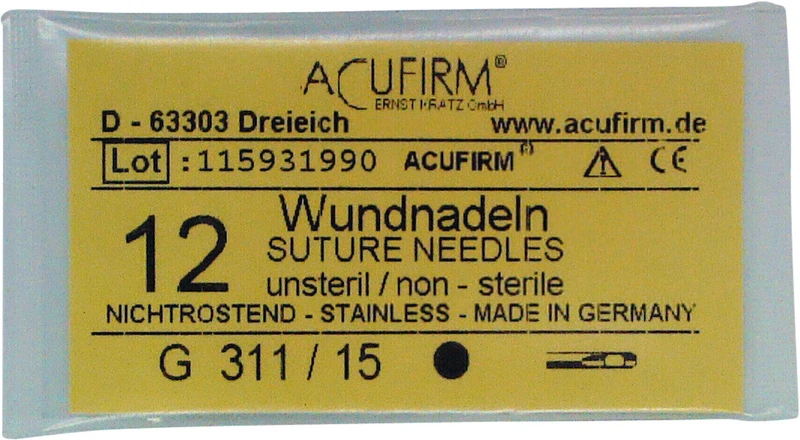 ACUFIRM®
ERNST KRATZ GmbH
D - 63303 Dreieich www.acufirm.de
Lot : 115931990 ACUFIRM® CE
12 Wundnadeln
SUTURE NEEDLES
unsteril / non - sterile
NICHTROSTEND - STAINLESS - MADE IN GERMANY
G 311 / 15